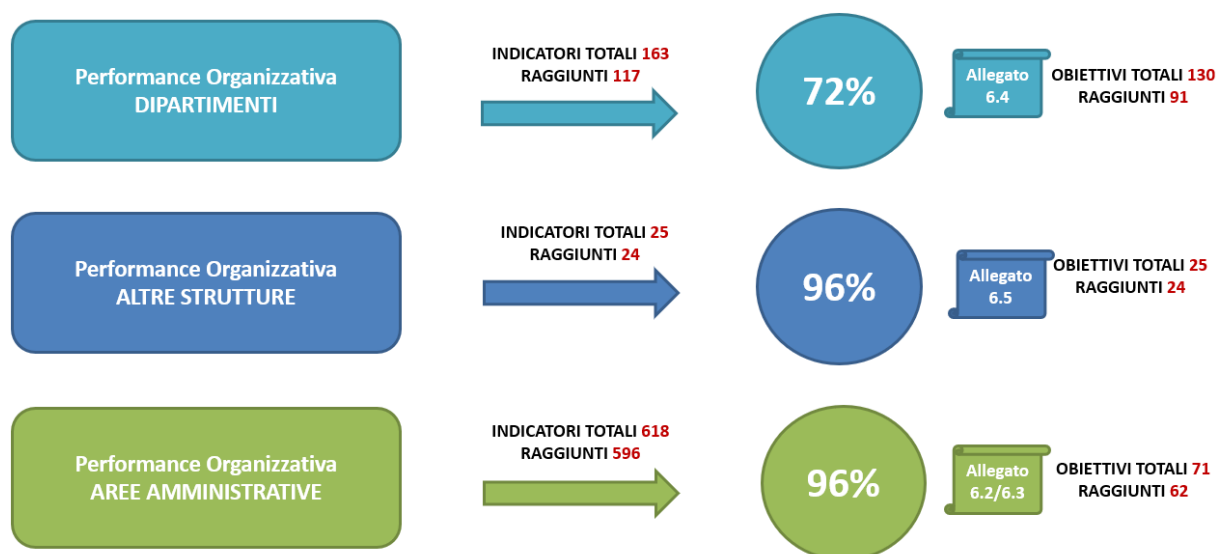 Performance Organizzativa
DIPARTIMENTI
INDICATORI TOTALI 163
RAGGIUNTI 117
72%
Allegato
6.4
OBIETTIVI TOTALI 130
RAGGIUNTI 91
Performance Organizzativa
ALTRE STRUTTURE
INDICATORI TOTALI 25
RAGGIUNTI 24
96%
Allegato
6.5
OBIETTIVI TOTALI 25
RAGGIUNTI 24
Performance Organizzativa
AREE AMMINISTRATIVE
INDICATORI TOTALI 618
RAGGIUNTI 596
96%
Allegato
6.2/6.3
OBIETTIVI TOTALI 71
RAGGIUNTI 62